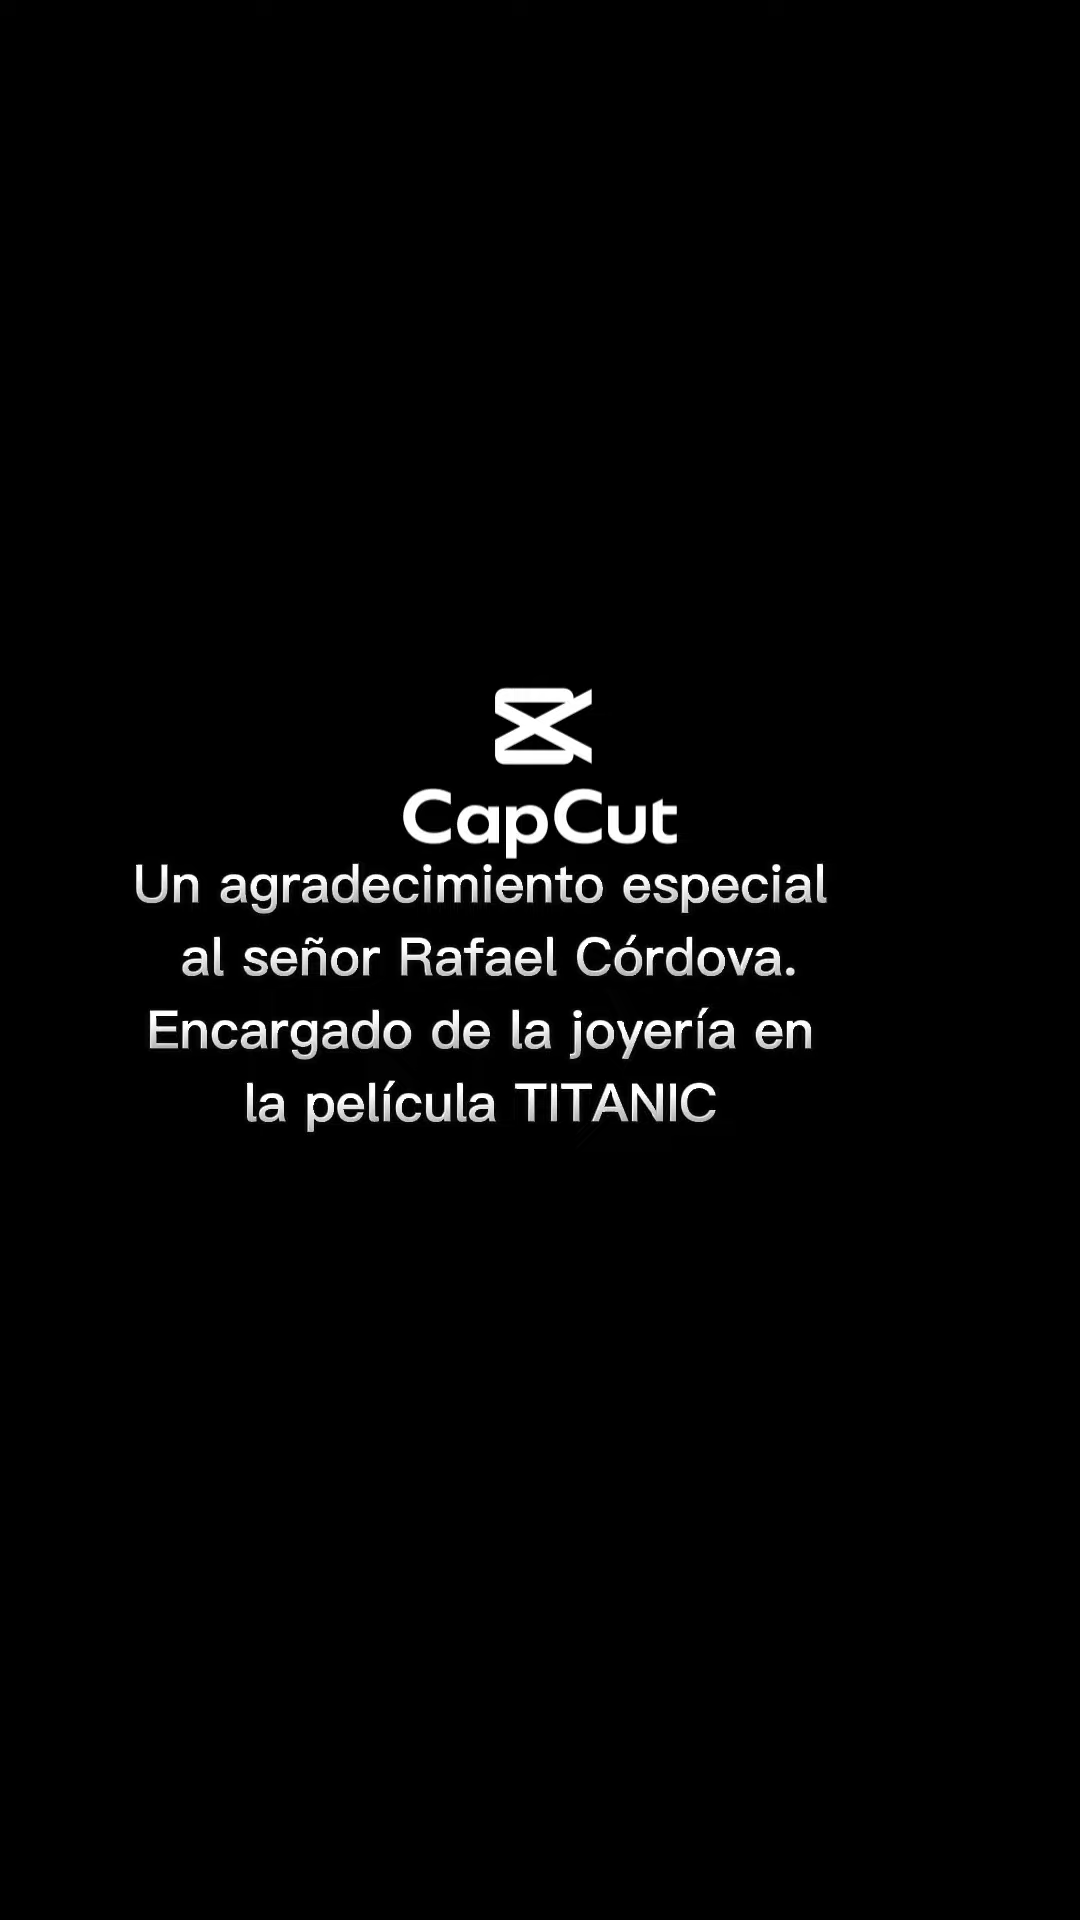 CapCut
Un agradecimiento especial
al señor Rafael Córdova.
Encargado de la joyería en
la película TITANIC